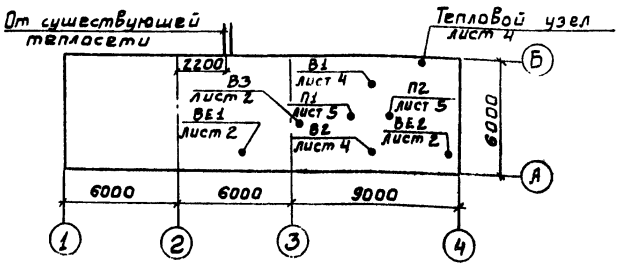 От существующей
теплосети
Тепловой узел
лист 4
2200
В1
лист 4
В3
лист 2
П1
лист 5
П2
лист 5
ВЕ1
лист 2
В2
лист 4
ВЕ2
лист 2
Б
6000
А
6000
6000
9000
1
2
3
4